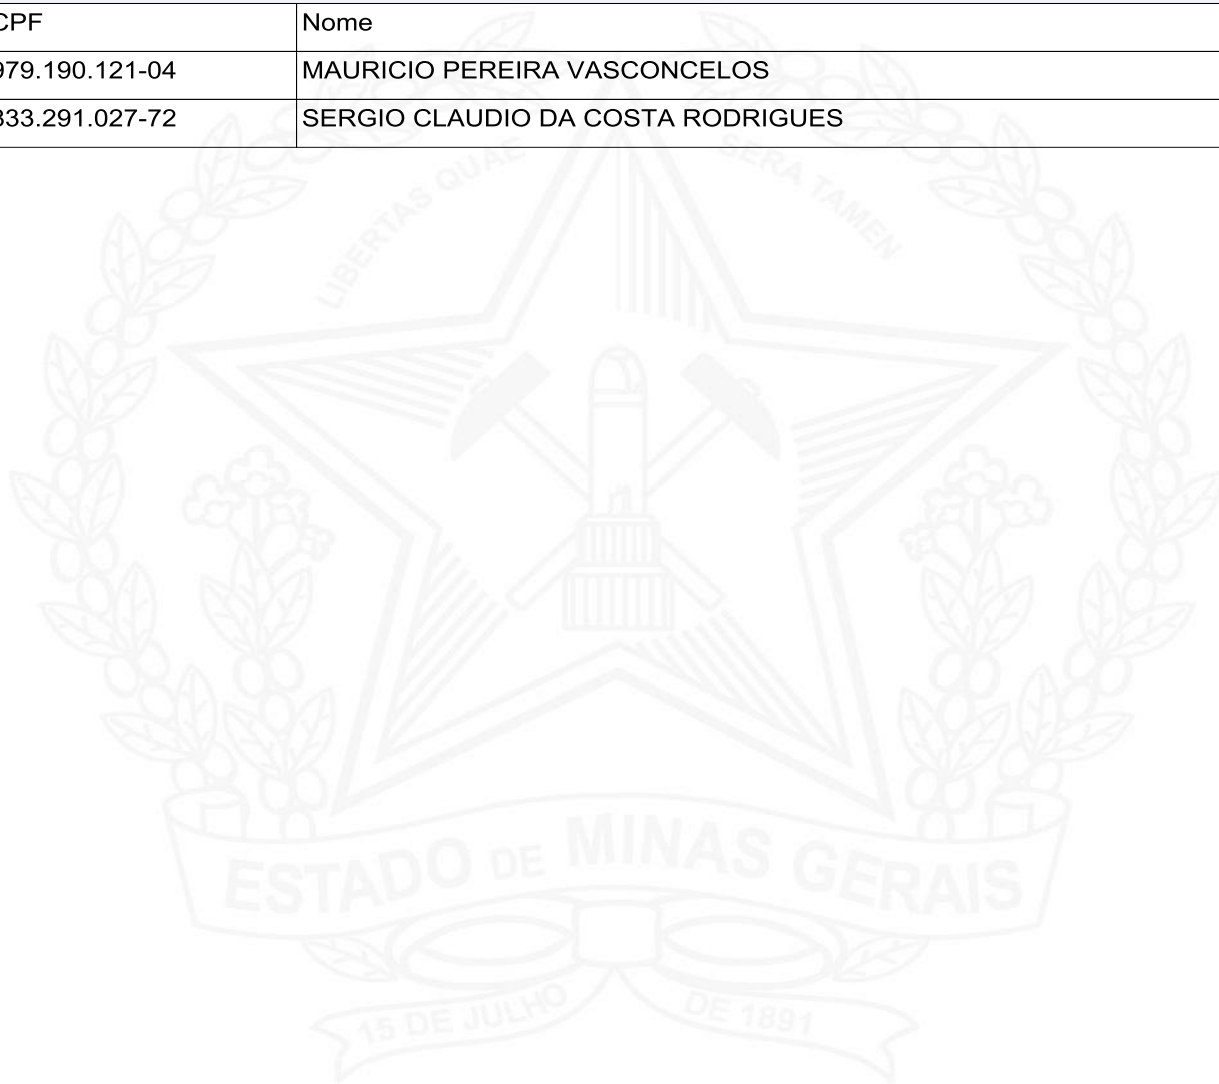 CPF Nome
979.190.121-04 MAURICIO PEREIRA VASCONCELOS
833.291.027-72 SERGIO CLAUDIO DA COSTA RODRIGUES
LIBERTAS QUAE SERA TAMEN
ESTADO DE MINAS GERAIS
15 DE JULHO DE 1891